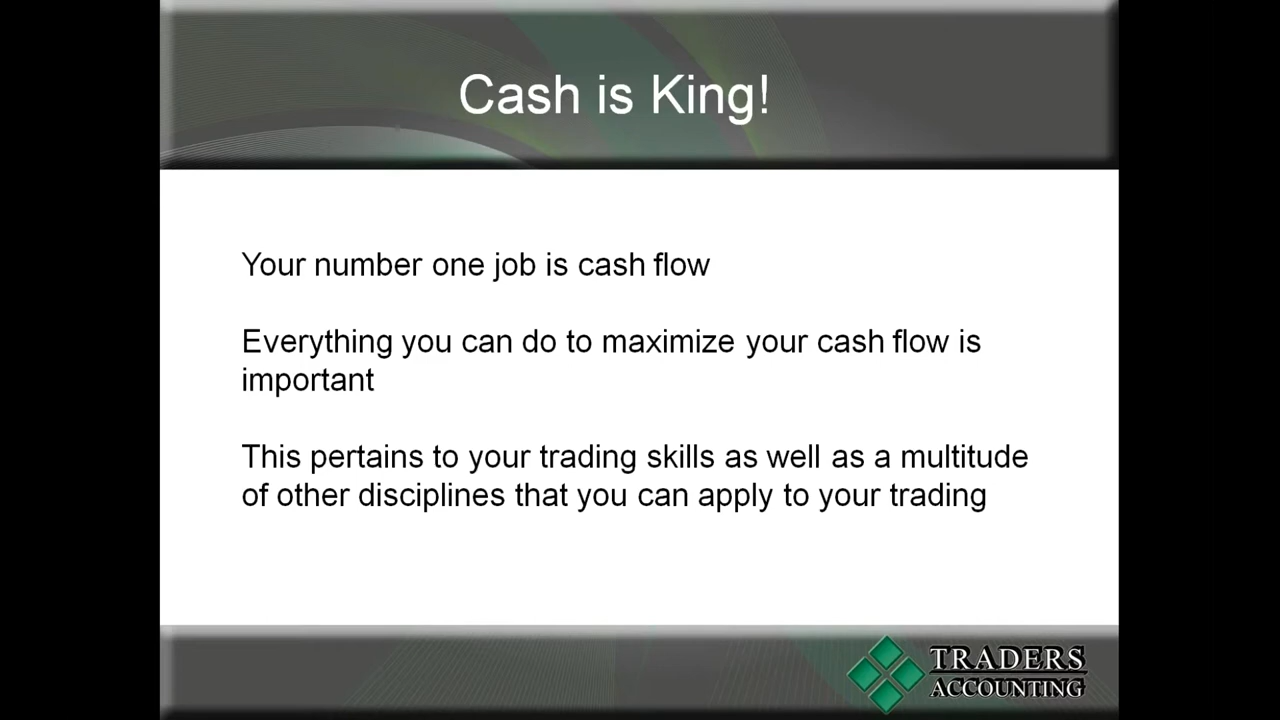 Cash is King!
Your number one job is cash flow
Everything you can do to maximize your cash flow is
important
This pertains to your trading skills as well as a multitude
of other disciplines that you can apply to your trading
TRADERS
ACCOUNTING